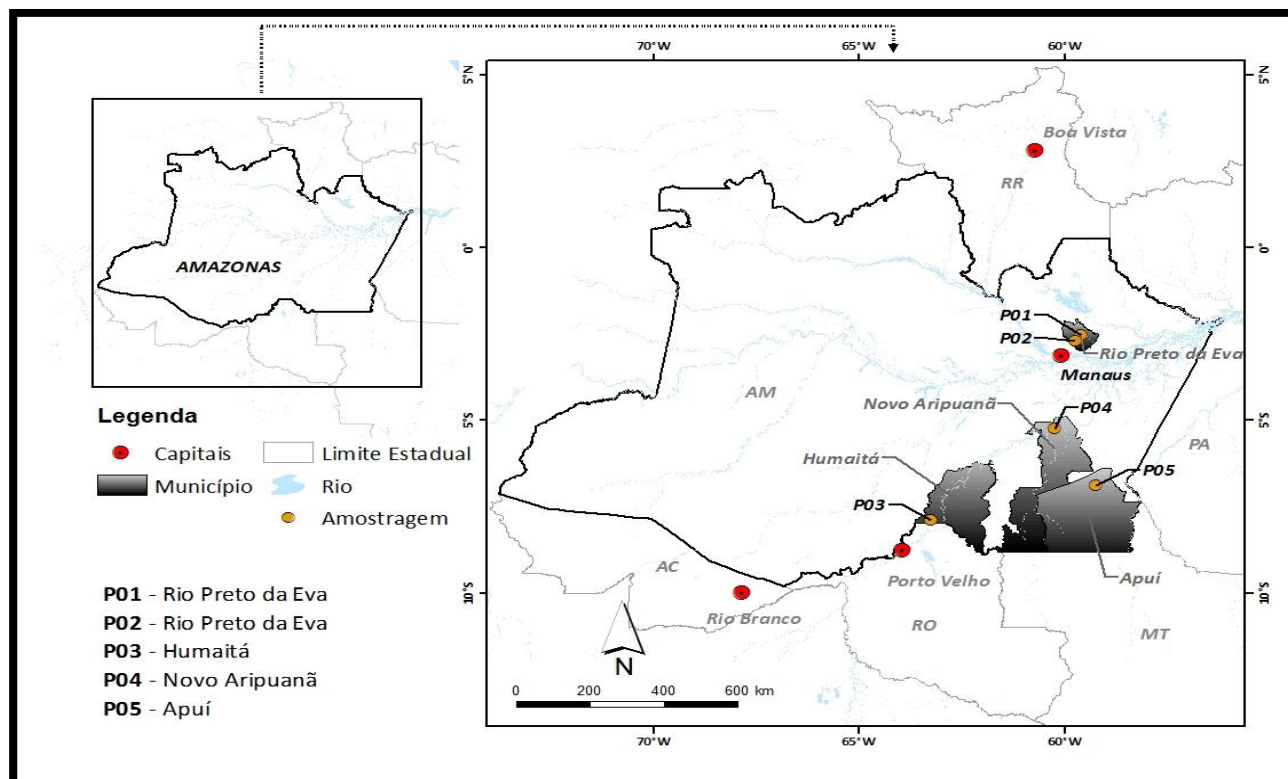 AMAZONAS
Legenda
Capitais
Limite Estadual
Município
Rio
Amostragem
P01 - Rio Preto da Eva
P02 - Rio Preto da Eva
P03 - Humaitá
P04 - Novo Aripuanã
P05 - Apuí
70°W
65°W
60°W
5°N
5°N
Boa Vista
RR
0°
0°
P01
P02
Rio Preto da Eva
Manaus
AM
Novo Aripuanã
P04
PA
5°S
5°S
Humaitá
P05
P03
AC
Porto Velho
Apuí
10°S
10°S
Rio Branco
RO
MT
N
0 200 400 600 km
70°W
65°W
60°W